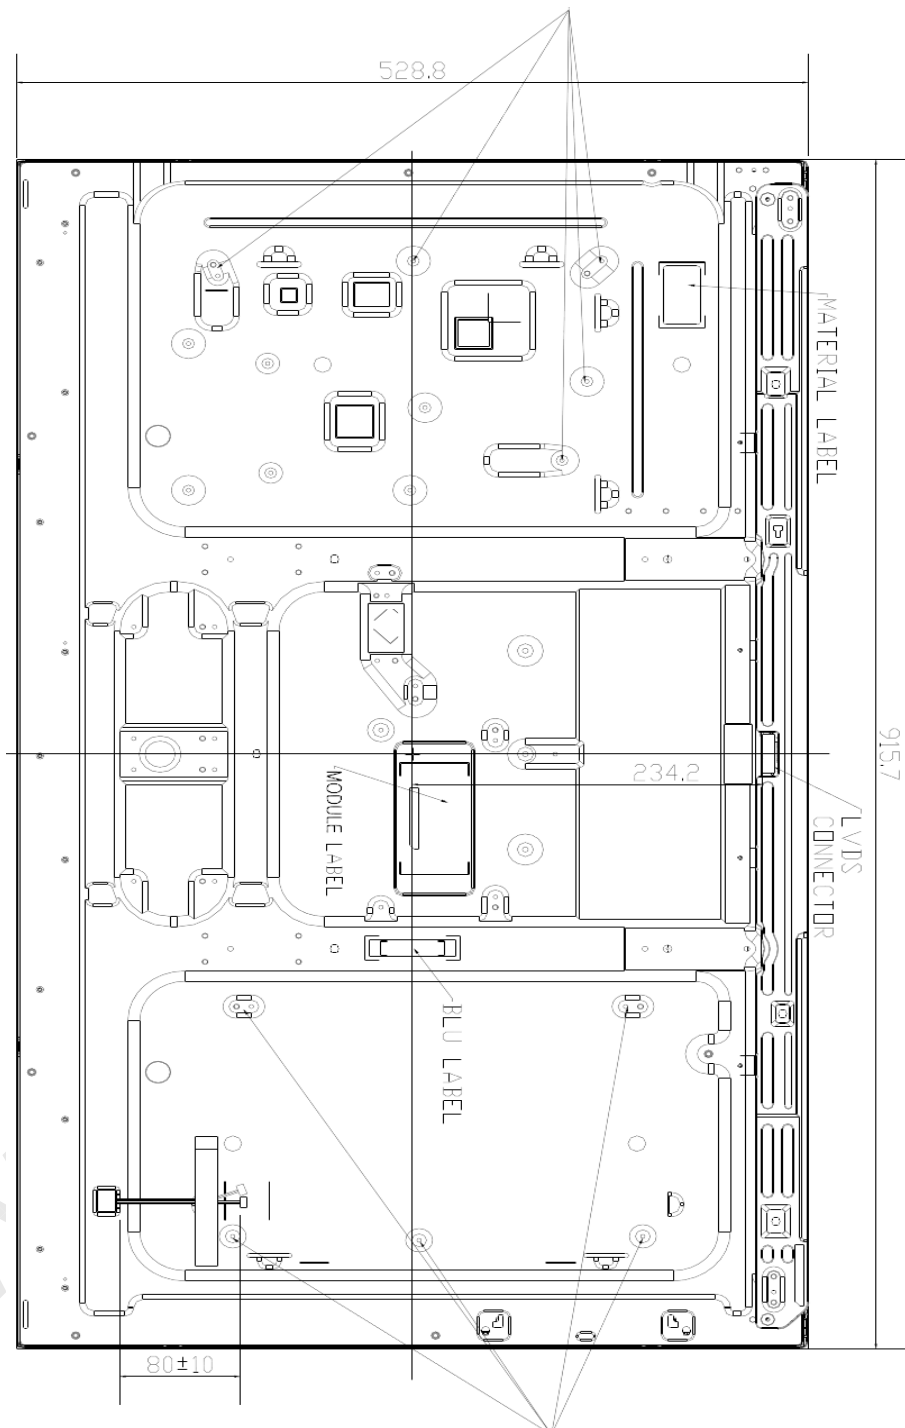 528.8
MATERIAL LABEL
915.7
234.2
LVDS
CONNECTOR
MODULE LABEL
BLU LABEL
80±10